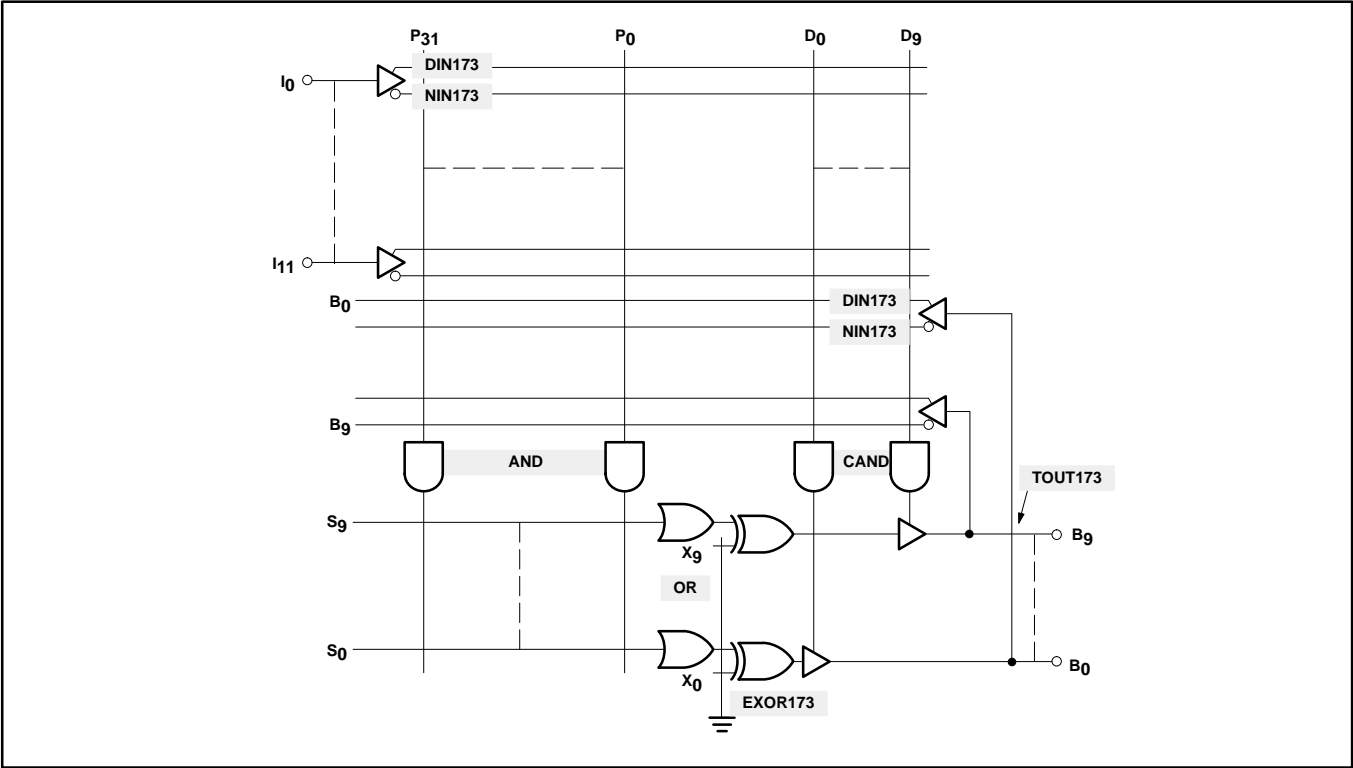 P31 P0 D0 D9
DIN173
I0
NIN173
I11
B0
DIN173
NIN173
B9
AND
CAND
TOUT173
S9
X9
B9
OR
S0
X0
B0
EXOR173